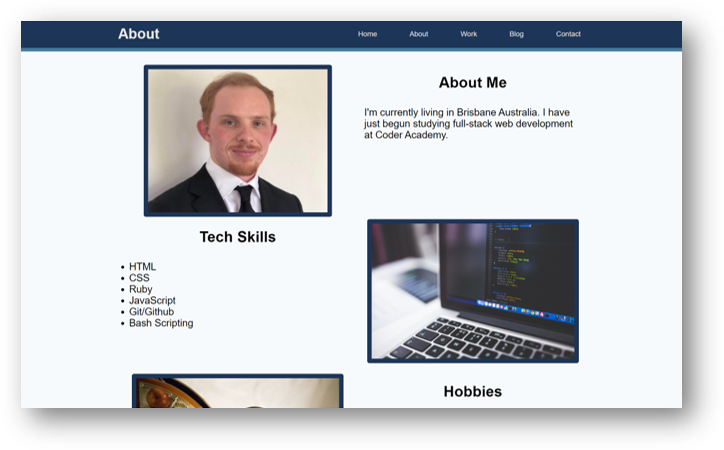 About
Home
About
Work
Blog
Contact
About Me
I'm currently living in Brisbane Australia. I have
just begun studying full-stack web development
at Coder Academy.
Tech Skills
HTML
CSS
Ruby
JavaScript
Git/Github
Bash Scripting
Hobbies